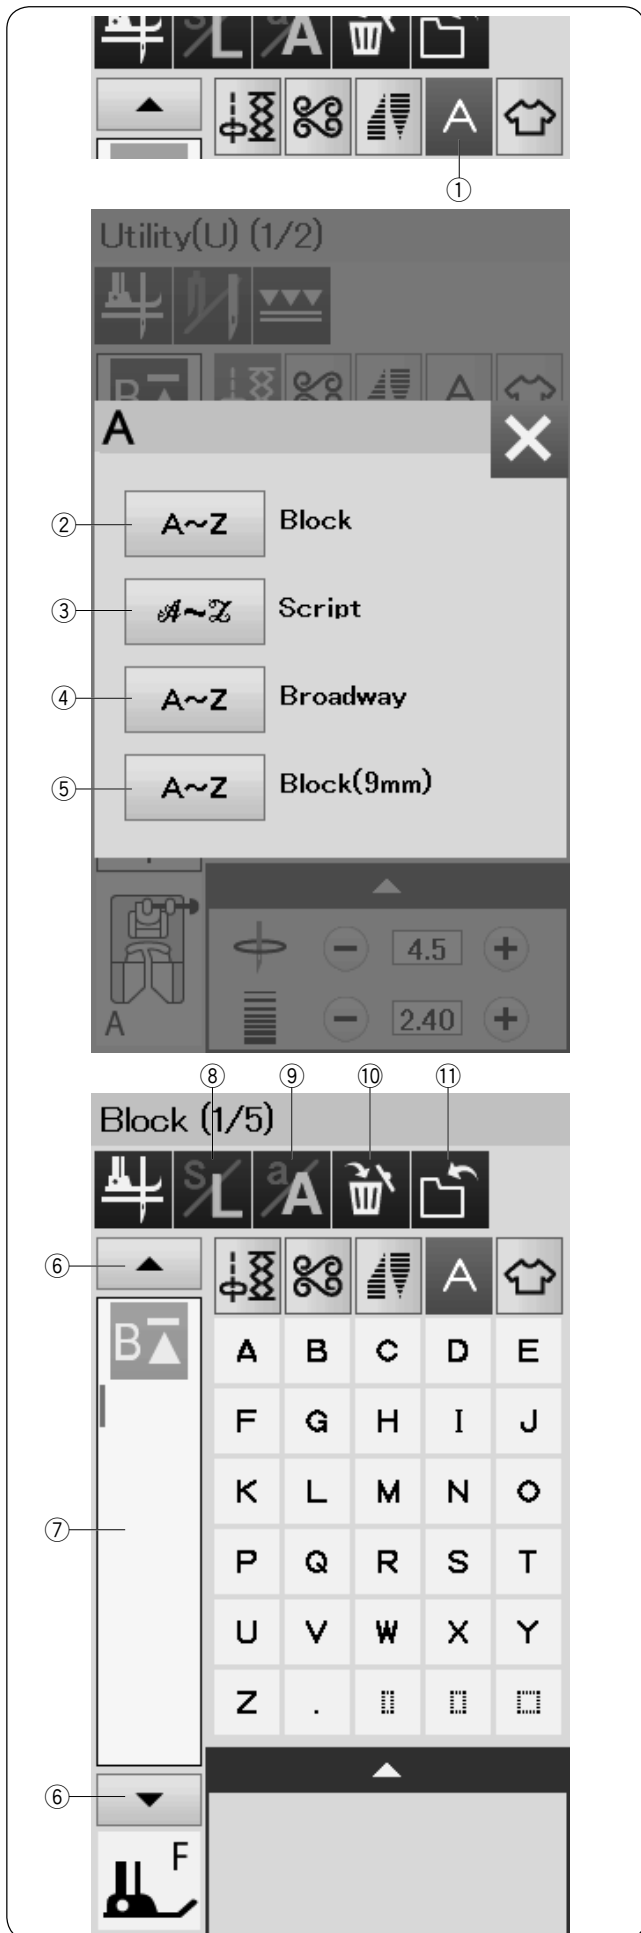 s/L a/A
A
①
Utility(U) (1/2)
B A
A
② A~Z Block
③ A~Z Script
④ A~Z Broadway
⑤ A~Z Block(9mm)
4.5
A 2.40
⑧ ⑨ ⑩ ⑪
Block (1/5)
S/L a/A
⑥ A
B A B C D E
F G H I J
K L M N O
⑦
P Q R S T
U V W X Y
Z .
⑥
F